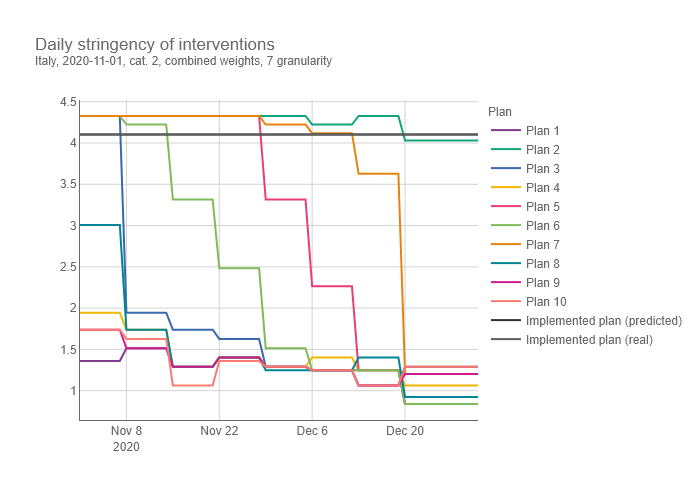 Daily stringency of interventions
Italy, 2020-11-01, cat. 2, combined weights, 7 granularity
4.5
4
3.5
3
2.5
2
1.5
1
Nov 8
2020
Nov 22
Dec 6
Dec 20
Plan
Plan 1
Plan 2
Plan 3
Plan 4
Plan 5
Plan 6
Plan 7
Plan 8
Plan 9
Plan 10
Implemented plan (predicted)
Implemented plan (real)